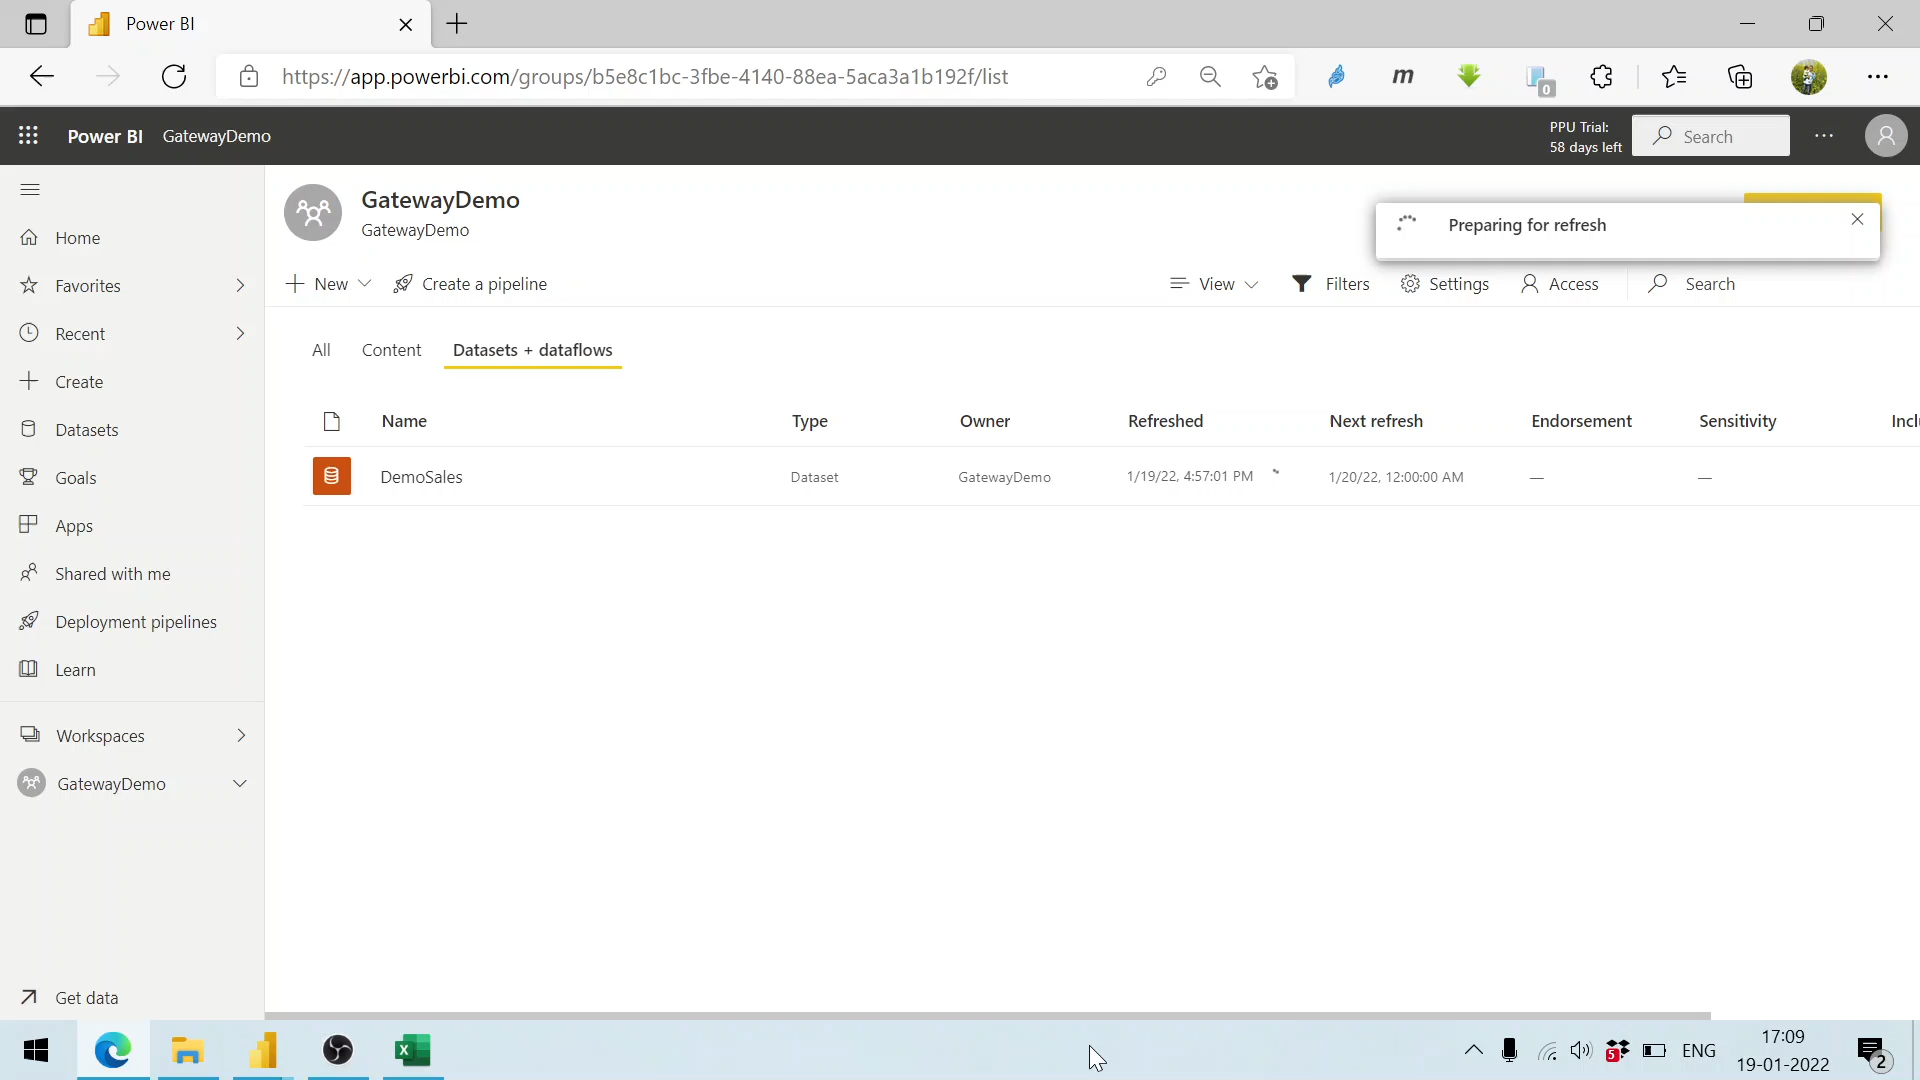 Power BI
https://app.powerbi.com/groups/b5e8c1bc-3fbe-4140-88ea-5aca3a1b192f/list
m
0
Power BI GatewayDemo
PPU Trial:
58 days left
Search
Home
Favorites
Recent
Create
Datasets
Goals
Apps
Shared with me
Deployment pipelines
Learn
Workspaces
GatewayDemo
Get data
GatewayDemo
GatewayDemo
Preparing for refresh
New
Create a pipeline
View
Filters
Settings
Access
Search
All
Content
Datasets + dataflows
Name Type Owner Refreshed Next refresh Endorsement Sensitivity Incl
DemoSales Dataset GatewayDemo 1/19/22, 4:57:01 PM 1/20/22, 12:00:00 AM — —
X
5
ENG
17:09
19-01-2022
2